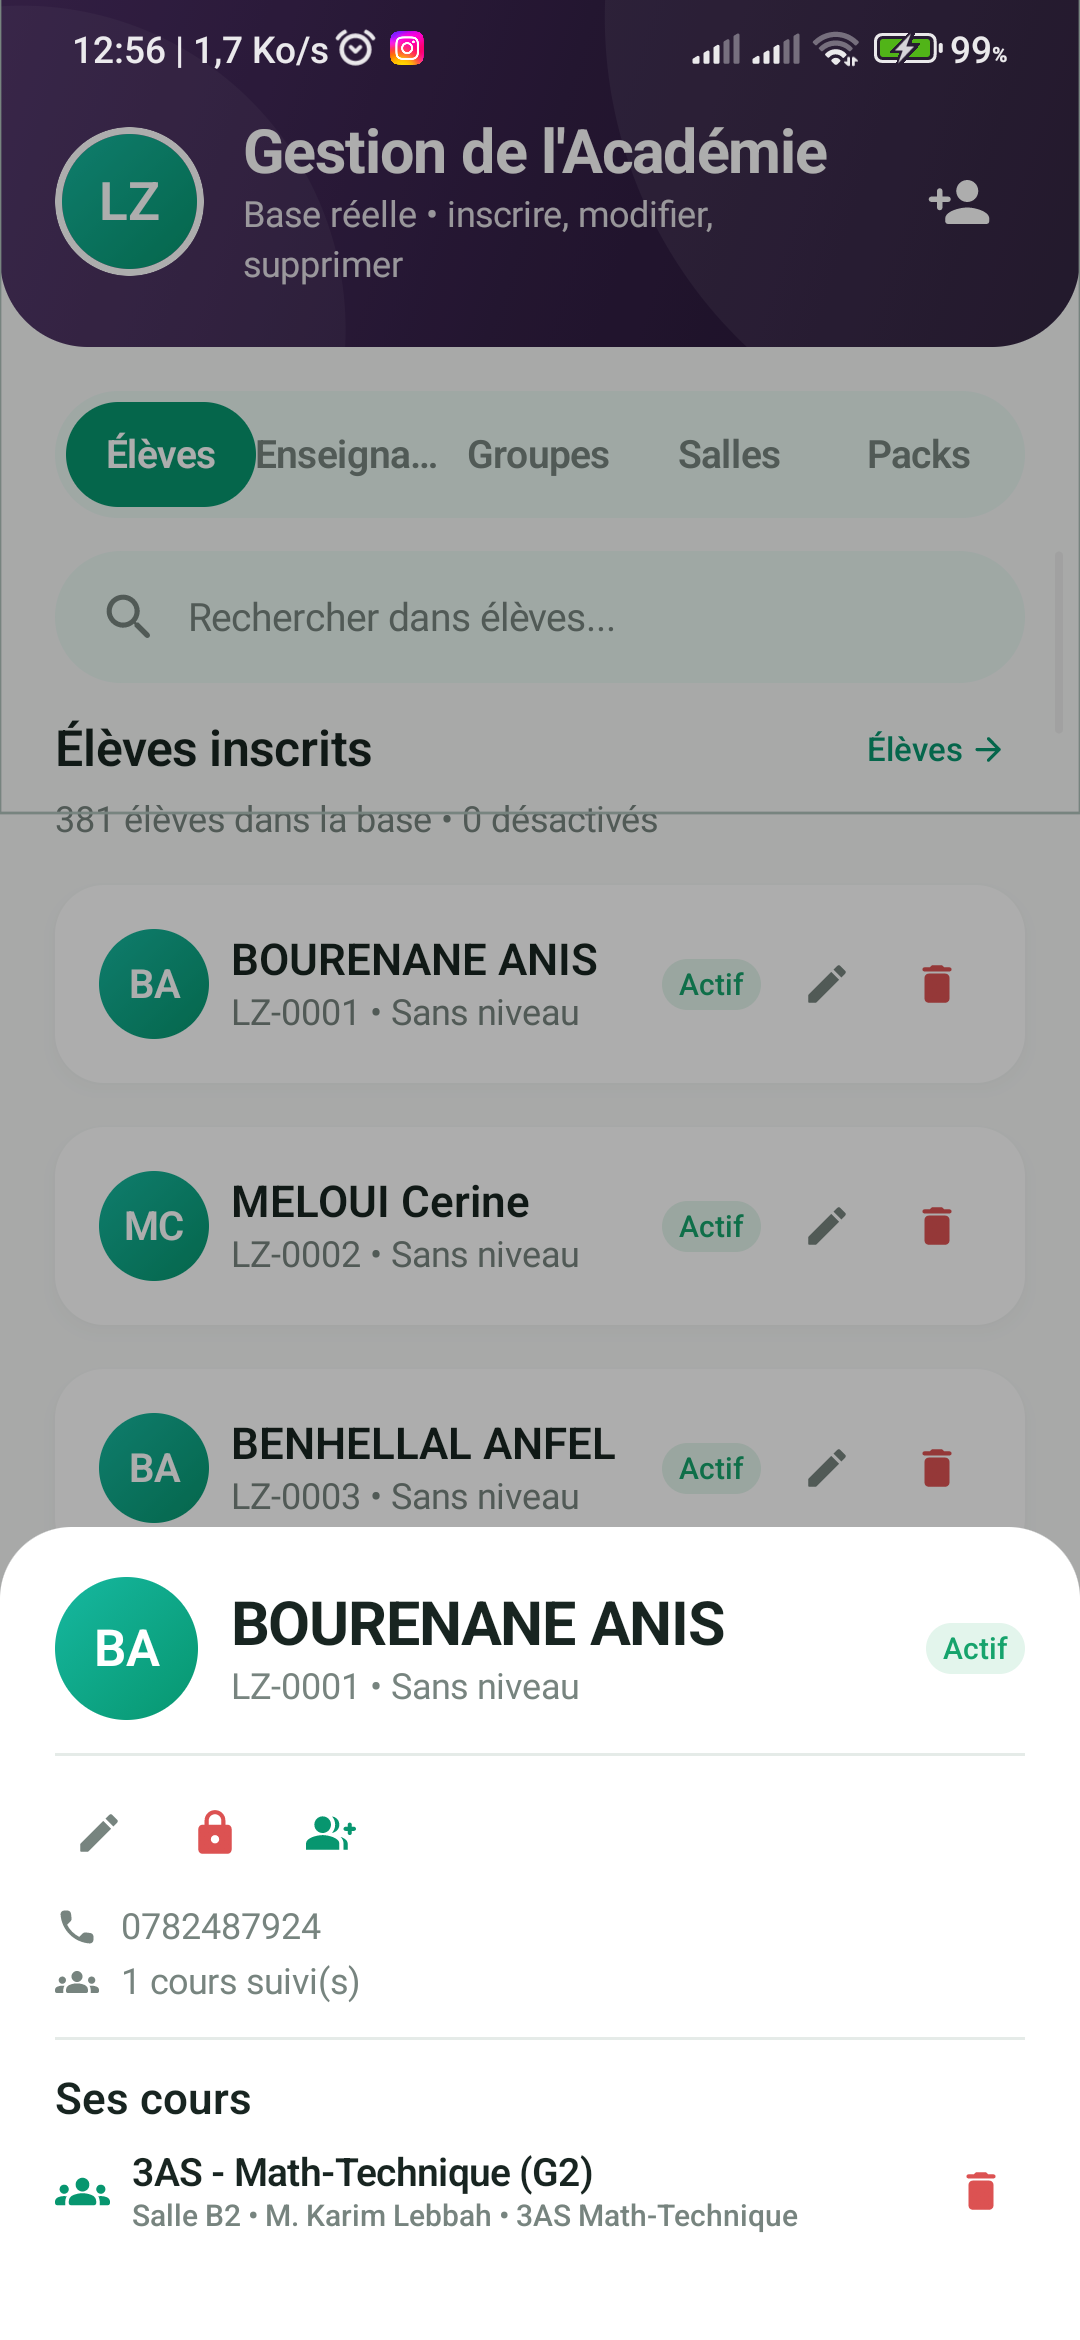 12:56 | 1,7 Ko/s
99%
LZ
Gestion de l'Académie
Base réelle • inscrire, modifier,
supprimer
Élèves Enseigna... Groupes Salles Packs
Rechercher dans élèves...
Élèves inscrits
Élèves →
381 élèves dans la base • 0 désactivés
BA
BOURENANE ANIS
LZ-0001 • Sans niveau
Actif
MC
MELOUI Cerine
LZ-0002 • Sans niveau
Actif
BA
BENHELLAL ANFEL
LZ-0003 • Sans niveau
Actif
BA
BOURENANE ANIS
LZ-0001 • Sans niveau
Actif
0782487924
1 cours suivi(s)
Ses cours
3AS - Math-Technique (G2)
Salle B2 • M. Karim Lebbah • 3AS Math-Technique